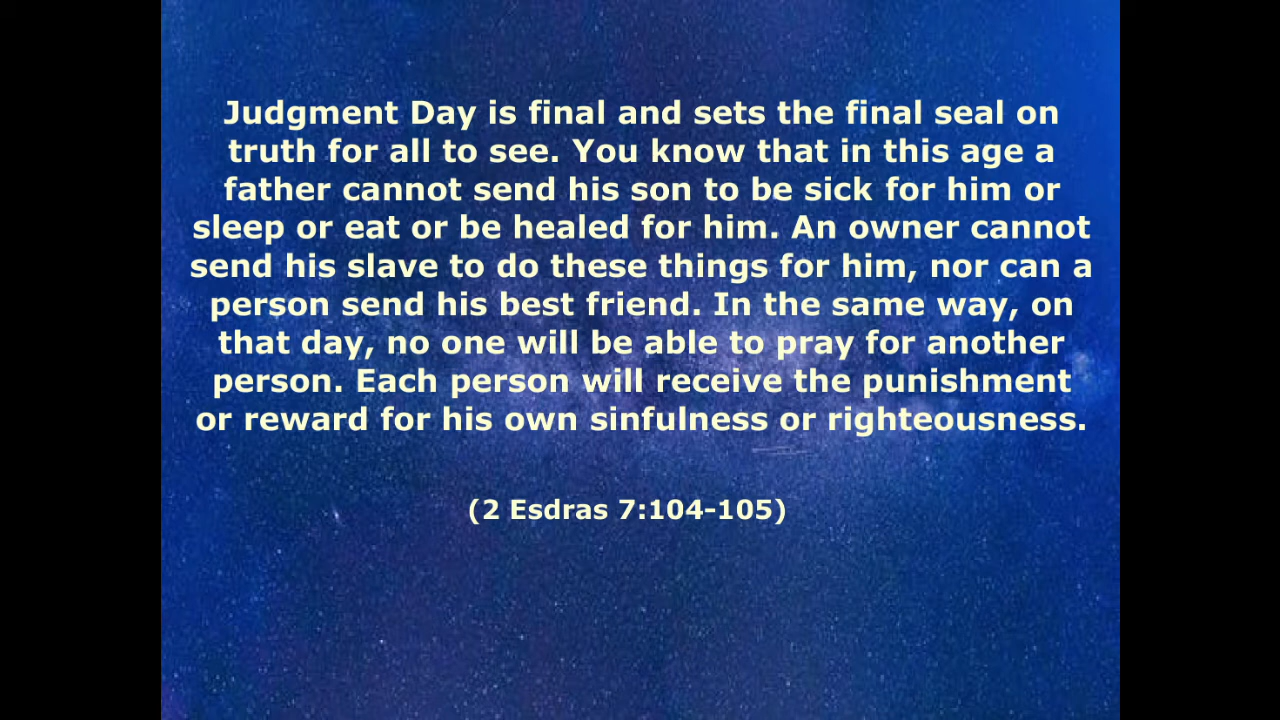 Judgment Day is final and sets the final seal on
truth for all to see. You know that in this age a
father cannot send his son to be sick for him or
sleep or eat or be healed for him. An owner cannot
send his slave to do these things for him, nor can a
person send his best friend. In the same way, on
that day, no one will be able to pray for another
person. Each person will receive the punishment
or reward for his own sinfulness or righteousness.
(2 Esdras 7:104-105)